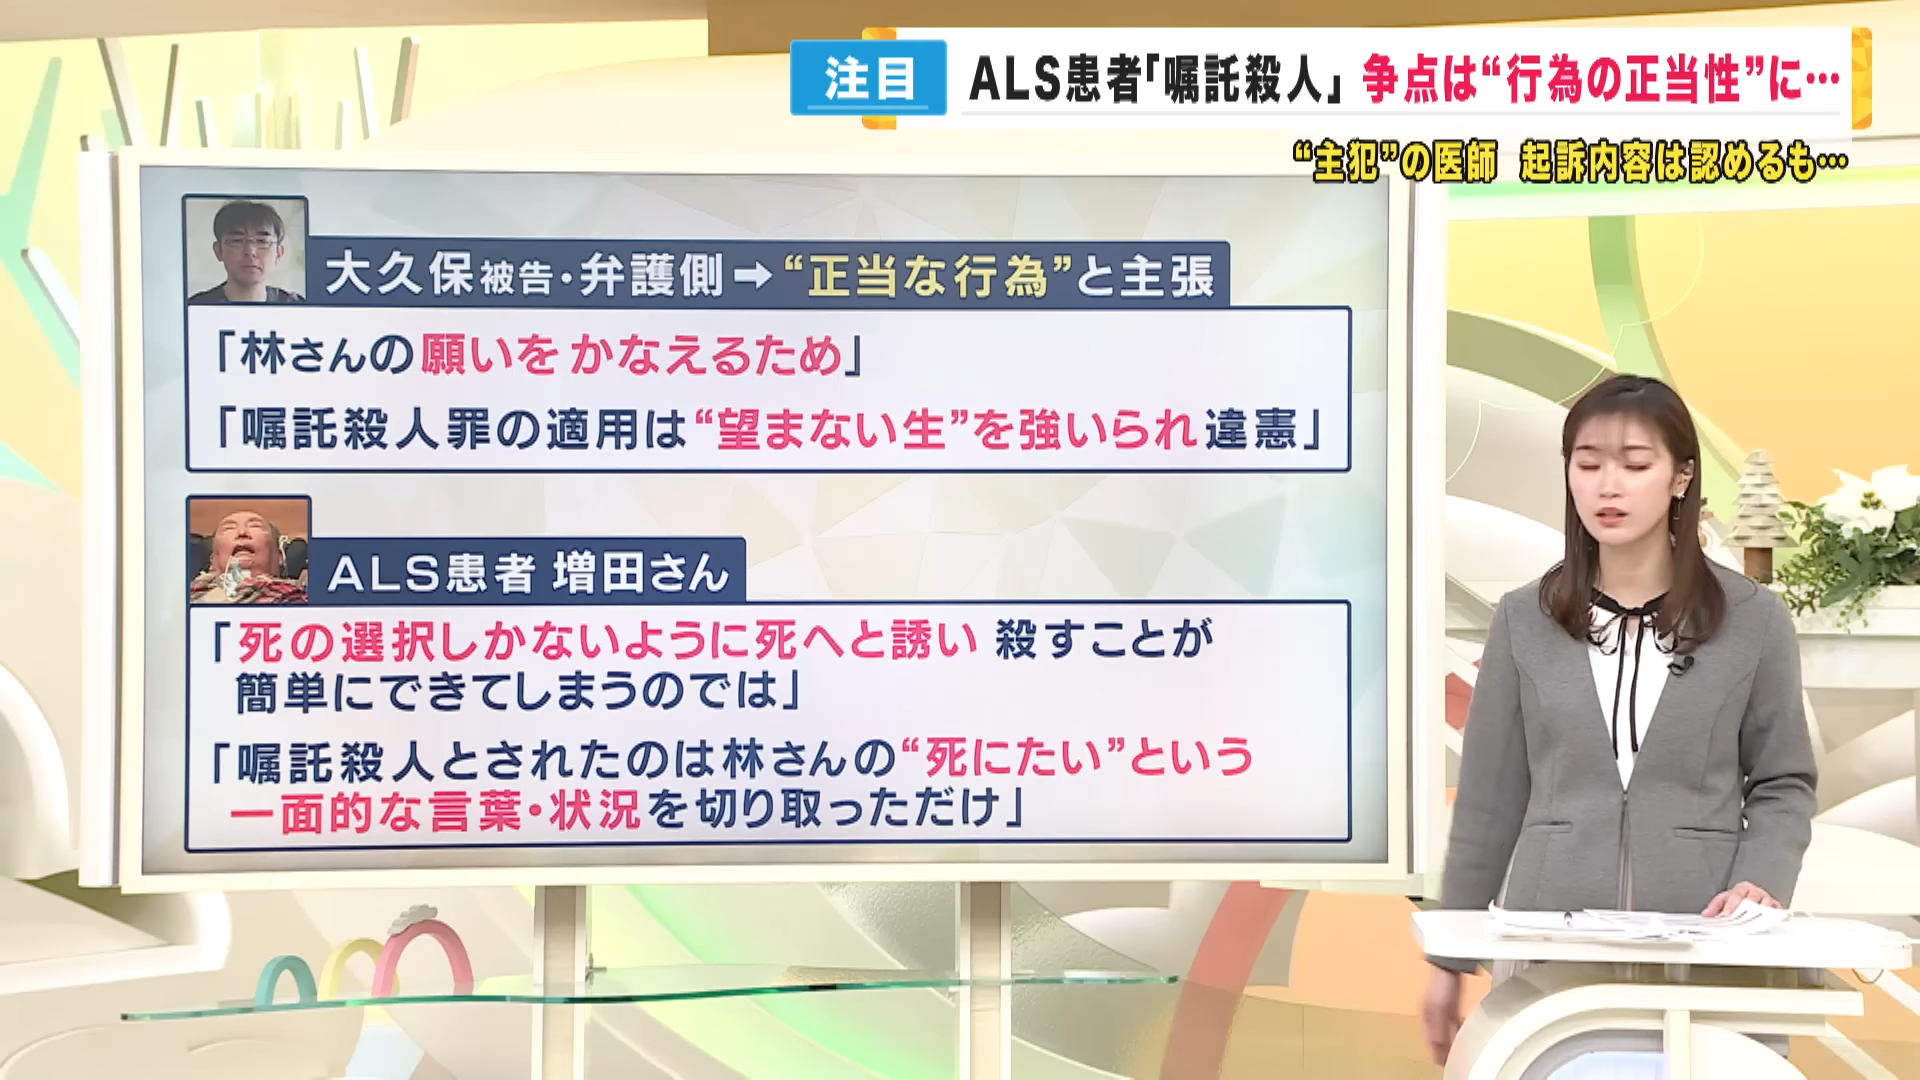 注目
ALS患者「嘱託殺人」 争点は“行為の正当性”に…
“主犯”の医師 起訴内容は認めるも…
大久保被告・弁護側➡“正当な行為”と主張
「林さんの願いをかなえるため」
「嘱託殺人罪の適用は“望まない生”を強いられ違憲」
ALS患者 増田さん
「死の選択しかないように死へと誘い 殺すことが
簡単にできてしまうのでは」
「嘱託殺人とされたのは林さんの“死にたい”という
一面的な言葉・状況を切り取っただけ」